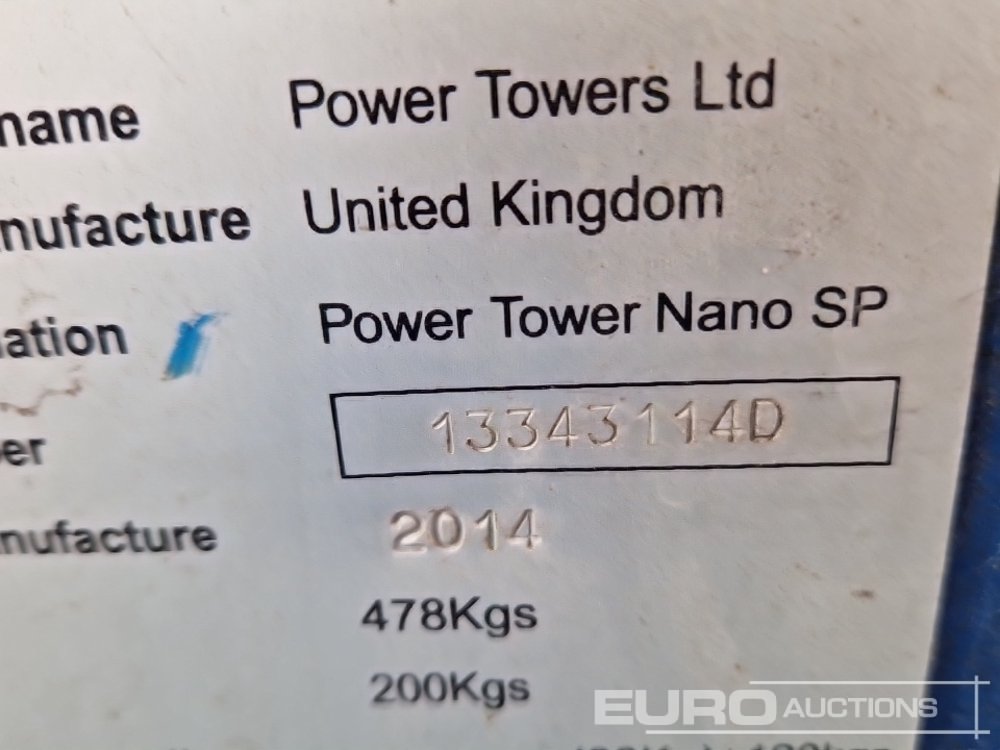 name Power Towers Ltd
nufacture United Kingdom
ation Power Tower Nano SP
er 13343114D
nufacture 2014
478Kgs
200Kgs
EURO AUCTIONS